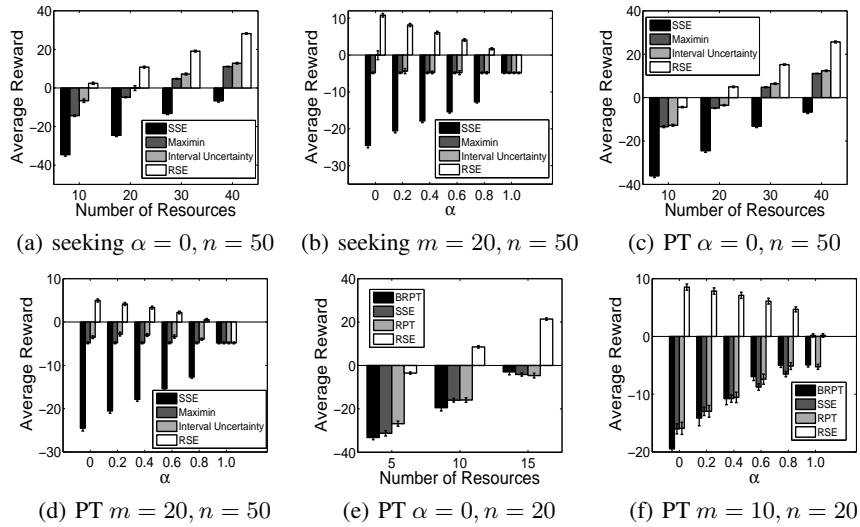 Average Reward
40
20
0
−20
−40
10 20 30 40
Number of Resources
SSE
Maximin
Interval Uncertainty
RSE
(a) seeking α = 0, n = 50
Average Reward
10
0
−10
−20
−30
0 0.2 0.4 0.6 0.8 1.0
α
SSE
Maximin
Interval Uncertainty
RSE
(b) seeking m = 20, n = 50
Average Reward
40
20
0
−20
−40
10 20 30 40
Number of Resources
SSE
Maximin
Interval Uncertainty
RSE
(c) PT α = 0, n = 50
Average Reward
10
0
−10
−20
−30
0 0.2 0.4 0.6 0.8 1.0
α
SSE
Maximin
Interval Uncertainty
RSE
(d) PT m = 20, n = 50
Average Reward
40
20
0
−20
−40
5 10 15
Number of Resources
BRPT
SSE
RPT
RSE
(e) PT α = 0, n = 20
Average Reward
10
0
−10
−20
0 0.2 0.4 0.6 0.8 1.0
α
BRPT
SSE
RPT
RSE
(f) PT m = 10, n = 20